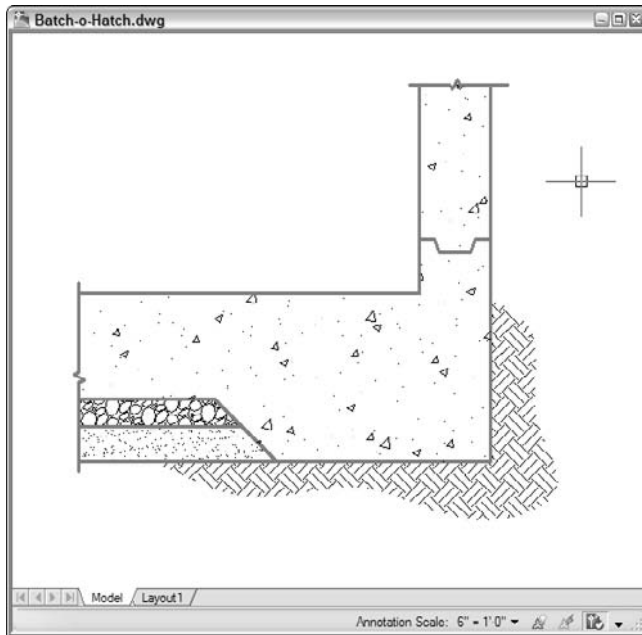 Batch-o-Hatch.dwg
Model
Layout1
Annotation Scale: 6" = 1'0"